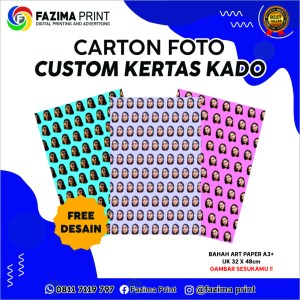 FAZIMA PRINT
DIGITAL PRINTING AND ADVERTISING
CARTON FOTO
CUSTOM KERTAS KADO
FREE
DESAIN
BAHAH ART PAPER A3+
UK 32 X 48cm
GAMBAR SESUKAMU !!
0811 7119 797
Fazima Print
fazima print